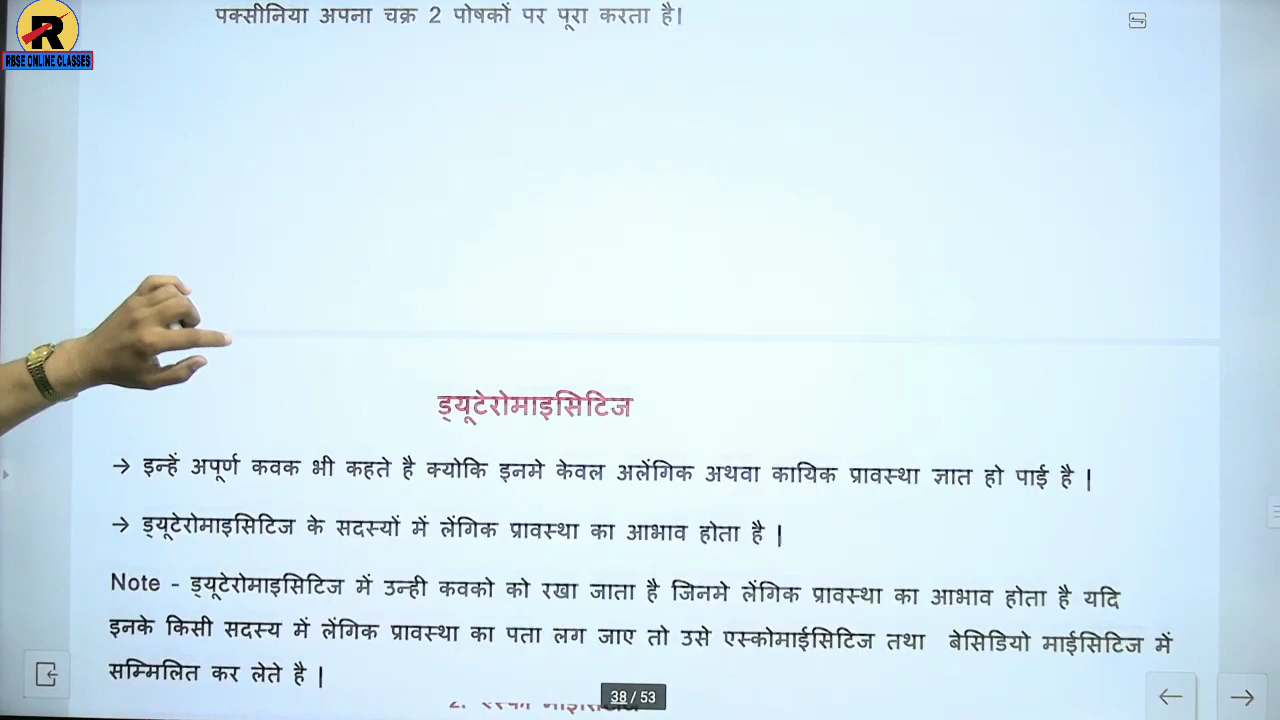 पक्सीनिया अपना चक्र 2 पोषकों पर पूरा करता है।
R
RBSE ONLINE CLASSES
ड्यूटेरोमाइसिटिज
→ इन्हें अपूर्ण कवक भी कहते है क्योकि इनमे केवल अलेंगिक अथवा कायिक प्रावस्था ज्ञात हो पाई है |
→ ड्यूटेरोमाइसिटिज के सदस्यों में लेंगिक प्रावस्था का आभाव होता है |
Note - ड्यूटेरोमाइसिटिज में उन्ही कवको को रखा जाता है जिनमे लेंगिक प्रावस्था का आभाव होता है यदि
इनके किसी सदस्य में लेंगिक प्रावस्था का पता लग जाए तो उसे एस्कोमाईसिटिज तथा बेसिडियो माईसिटिज में
सम्मिलित कर लेते है |
38 / 53